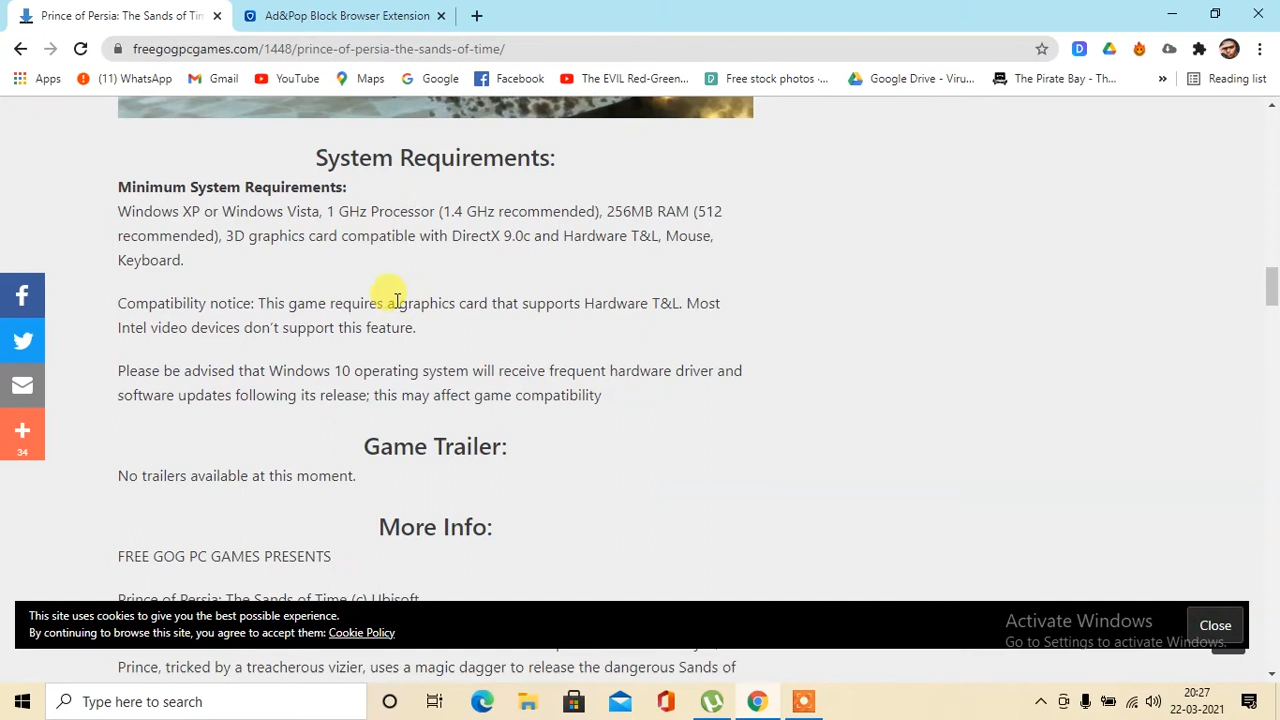 Prince of Persia: The Sands of Tim
Ad&Pop Block Browser Extension
freegogpcgames.com/1448/prince-of-persia-the-sands-of-time/
Apps
(11) WhatsApp
Gmail
YouTube
Maps
Google
Facebook
The EVIL Red-Green...
Free stock photos ·...
Google Drive - Viru...
The Pirate Bay - Th...
»
Reading list
System Requirements:
Minimum System Requirements:
Windows XP or Windows Vista, 1 GHz Processor (1.4 GHz recommended), 256MB RAM (512
recommended), 3D graphics card compatible with DirectX 9.0c and Hardware T&L, Mouse,
Keyboard.
Compatibility notice: This game requires a graphics card that supports Hardware T&L. Most
Intel video devices don't support this feature.
Please be advised that Windows 10 operating system will receive frequent hardware driver and
software updates following its release; this may affect game compatibility
34
Game Trailer:
No trailers available at this moment.
More Info:
FREE GOG PC GAMES PRESENTS
Prince of Persia: The Sands of Time (c) Ubisoft
This site uses cookies to give you the best possible experience.
By continuing to browse this site, you agree to accept them: Cookie Policy
Close
Activate Windows
Go to Settings to activate Windows.
Prince, tricked by a treacherous vizier, uses a magic dagger to release the dangerous Sands of
Type here to search
20:27
22-03-2021